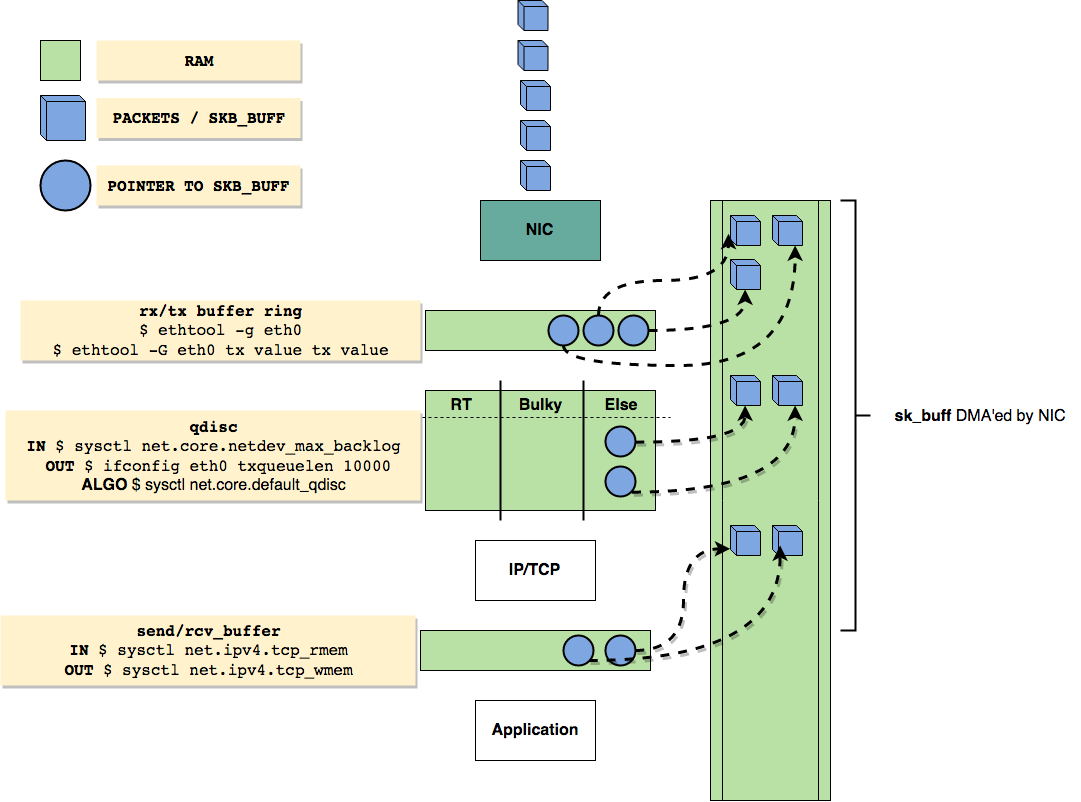 RAM
PACKETS / SKB_BUFF
POINTER TO SKB_BUFF
NIC
rx/tx buffer ring
$ ethtool -g eth0
$ ethtool -G eth0 tx value tx value
RT
Bulky
Else
qdisc
IN $ sysctl net.core.netdev_max_backlog
OUT $ ifconfig eth0 txqueuelen 10000
ALGO $ sysctl net.core.default_qdisc
sk_buff DMA'ed by NIC
IP/TCP
send/rcv_buffer
IN $ sysctl net.ipv4.tcp_rmem
OUT $ sysctl net.ipv4.tcp_wmem
Application